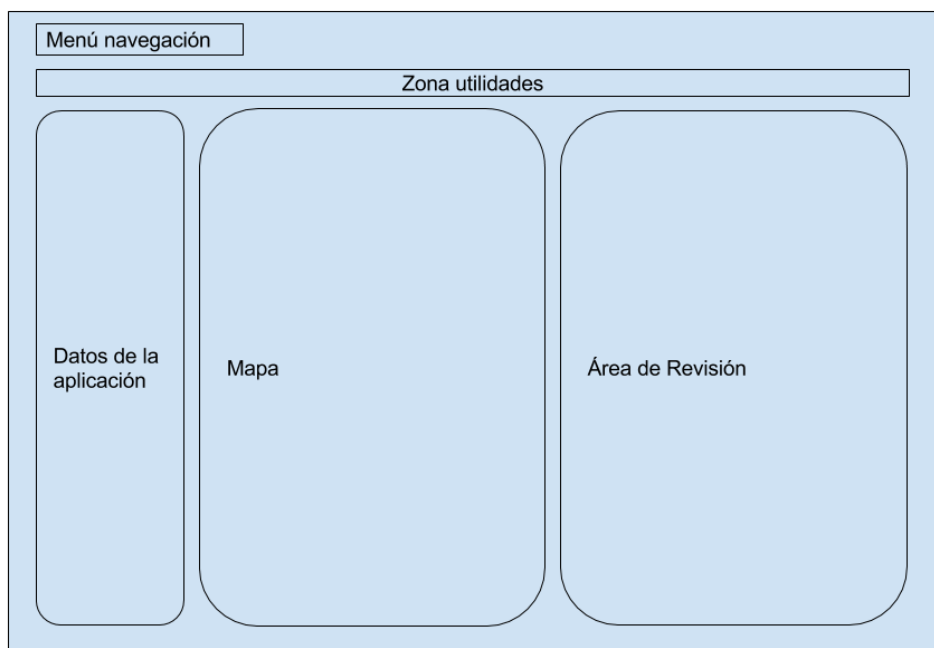 Menú navegación
Zona utilidades
Datos de la
aplicación
Mapa
Área de Revisión